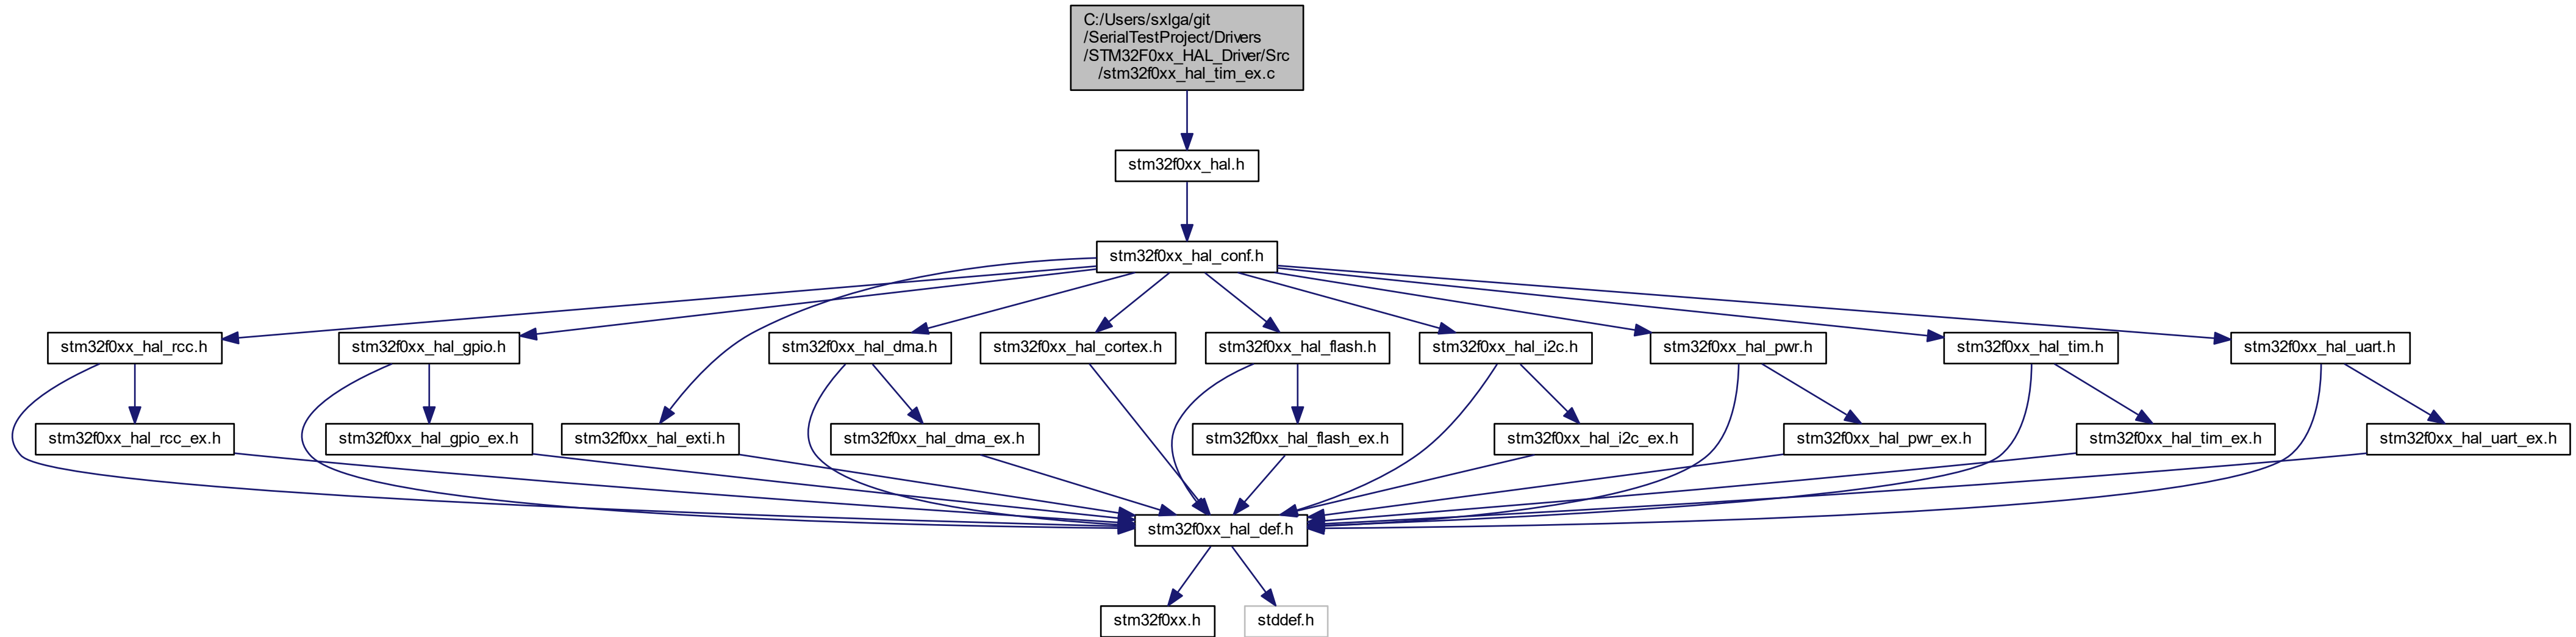 C:/Users/sxlga/git
/SerialTestProject/Drivers
/STM32F0xx_HAL_Driver/Src
/stm32f0xx_hal_tim_ex.c
stm32f0xx_hal.h
stm32f0xx_hal_conf.h
stm32f0xx_hal_rcc.h
stm32f0xx_hal_gpio.h
stm32f0xx_hal_dma.h
stm32f0xx_hal_cortex.h
stm32f0xx_hal_flash.h
stm32f0xx_hal_i2c.h
stm32f0xx_hal_pwr.h
stm32f0xx_hal_tim.h
stm32f0xx_hal_uart.h
stm32f0xx_hal_rcc_ex.h
stm32f0xx_hal_gpio_ex.h
stm32f0xx_hal_exti.h
stm32f0xx_hal_dma_ex.h
stm32f0xx_hal_flash_ex.h
stm32f0xx_hal_i2c_ex.h
stm32f0xx_hal_pwr_ex.h
stm32f0xx_hal_tim_ex.h
stm32f0xx_hal_uart_ex.h
stm32f0xx_hal_def.h
stm32f0xx.h
stddef.h